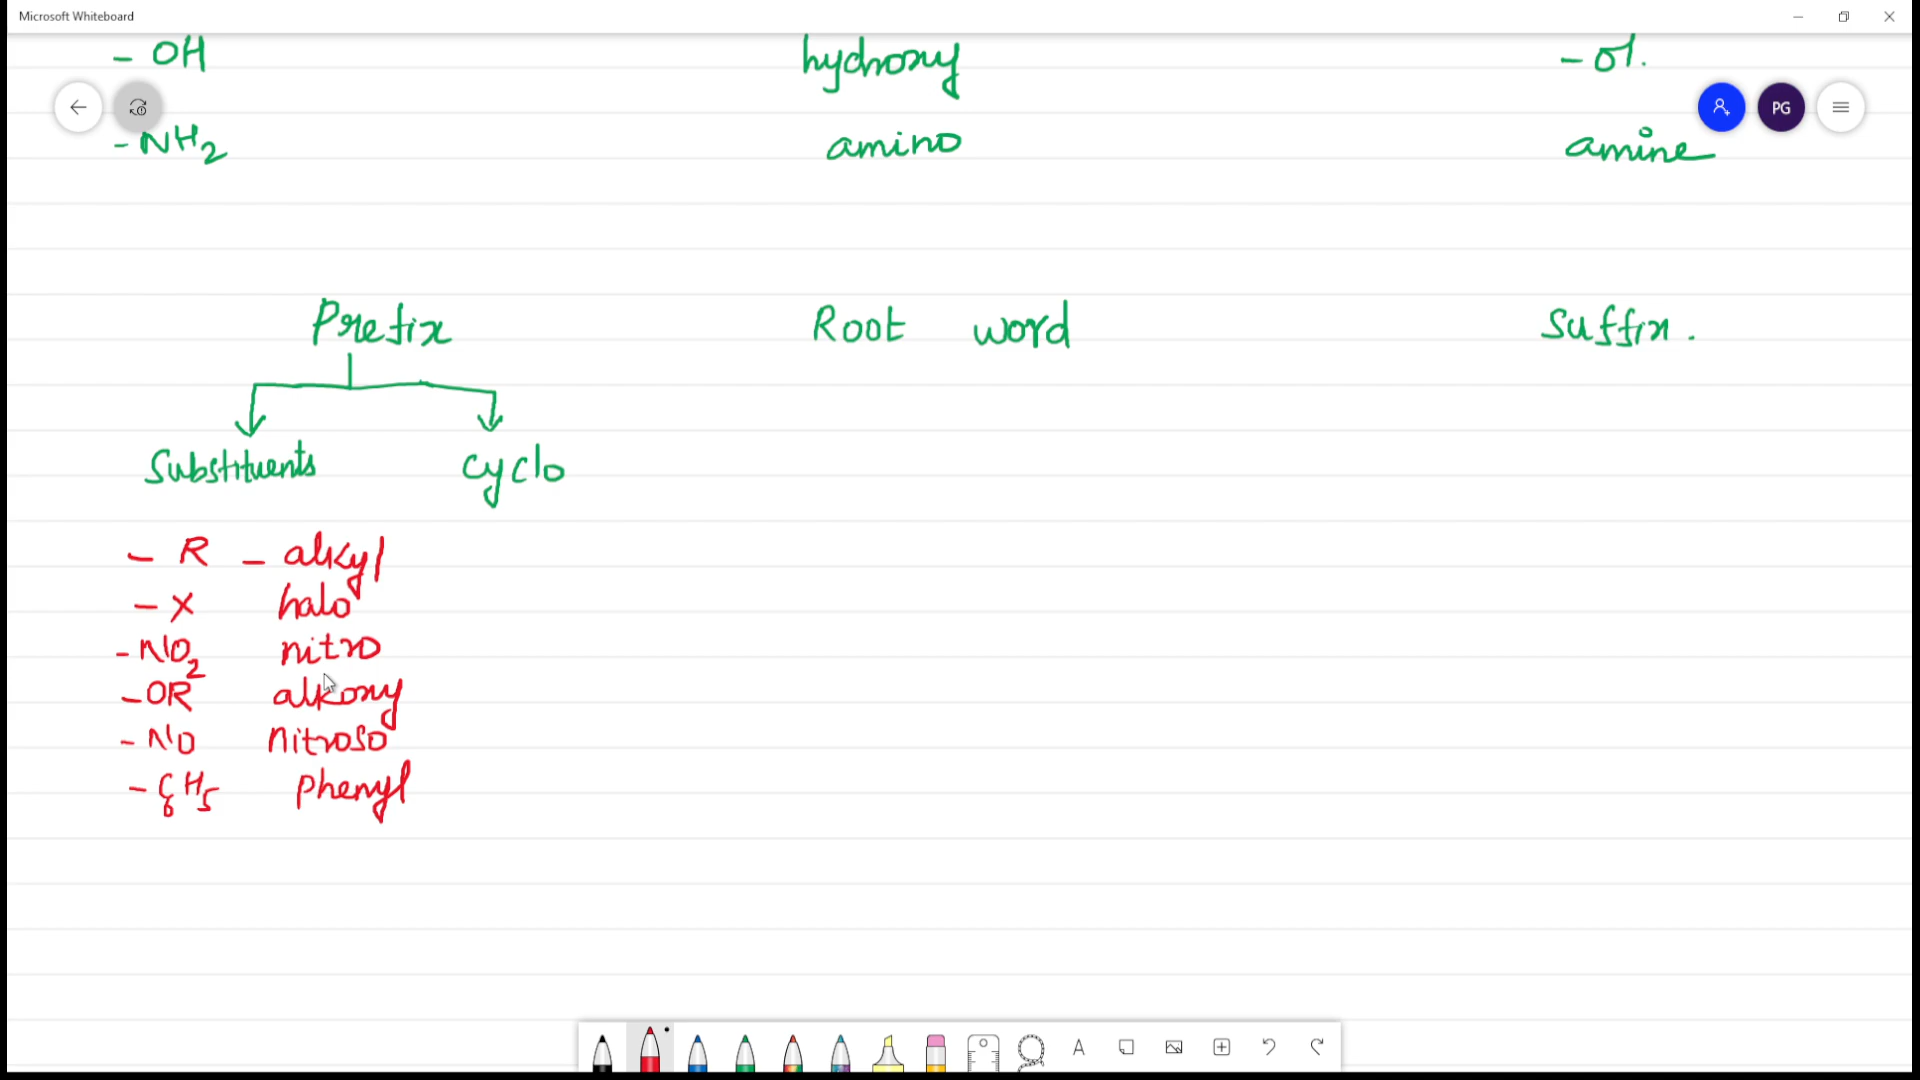 Microsoft Whiteboard
- OH hydroxy - ol.
PG
- NH2 amino amine
Prefix Root word Suffix.
Substituents cyclo
- R - alkyl
- X halo
- NO2 nitro
- OR alkoxy
- NO nitroso
- C6H5 Phenyl
A